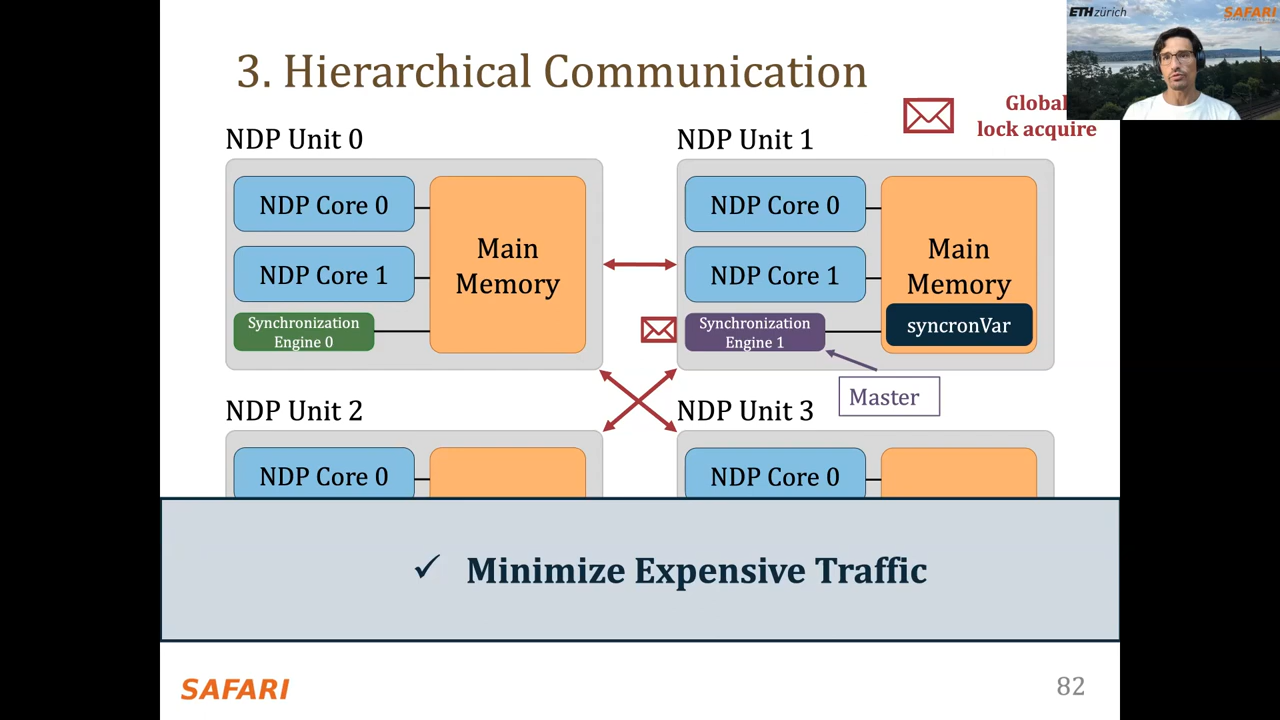 ETHzürich
SAFARI
3. Hierarchical Communication
Global
lock acquire
NDP Unit 0
NDP Core 0
NDP Core 1
Synchronization
Engine 0
Main
Memory
NDP Unit 1
NDP Core 0
NDP Core 1
Synchronization
Engine 1
Main
Memory
syncronVar
Master
NDP Unit 2
NDP Core 0
NDP Unit 3
NDP Core 0
✓ Minimize Expensive Traffic
SAFARI
82